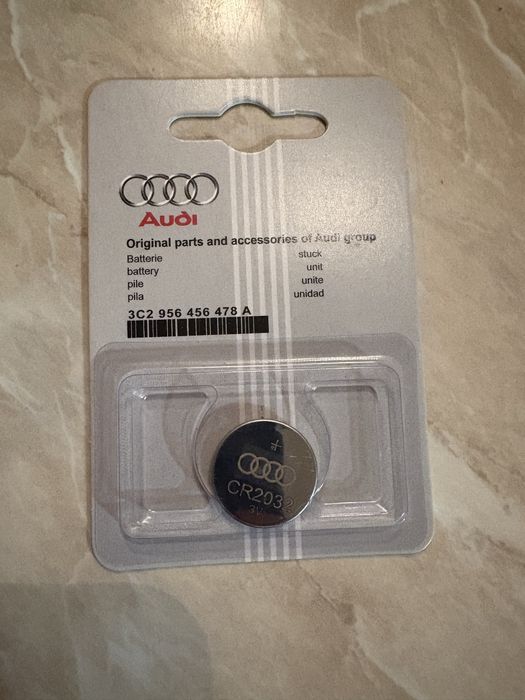 Audi
Original parts and accessories of Audi group
Batterie stuck
battery unit
pile unite
pila unidad
3C2 956 456 478 A
+
CR2032
3V